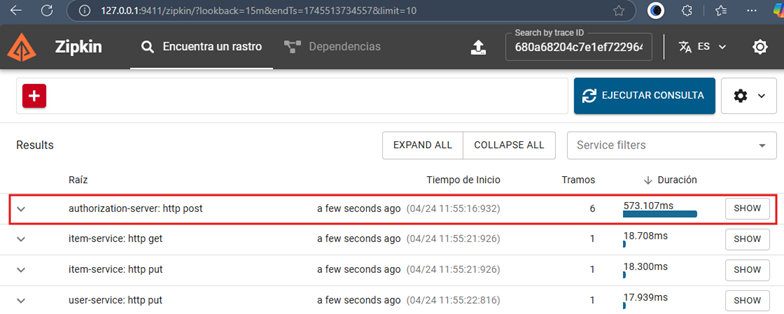 127.0.0.1:9411/zipkin/?lookback=15m&endTs=1745513734557&limit=10
Zipkin
Encuentra un rastro
Dependencias
Search by trace ID
680a68204c7e1ef722964
ES
EJECUTAR CONSULTA
Results
EXPAND ALL
COLLAPSE ALL
Service filters
Raíz Tiempo de Inicio Tramos Duración
authorization-server: http post a few seconds ago (04/24 11:55:16:932) 6 573.107ms SHOW
item-service: http get a few seconds ago (04/24 11:55:21:926) 1 18.708ms SHOW
item-service: http put a few seconds ago (04/24 11:55:21:926) 1 18.300ms SHOW
user-service: http put a few seconds ago (04/24 11:55:22:816) 1 17.939ms SHOW